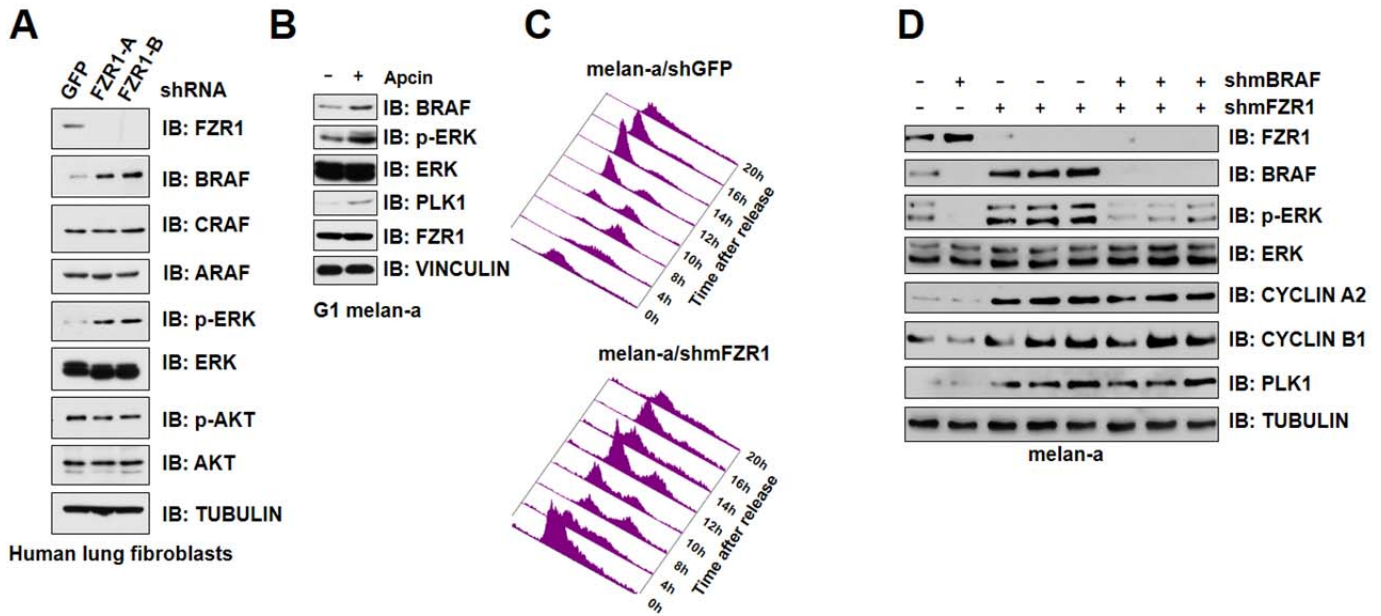 A
GFP
FZR1-A
FZR1-B
shRNA
IB: FZR1
IB: BRAF
IB: CRAF
IB: ARAF
IB: p-ERK
IB: ERK
IB: p-AKT
IB: AKT
IB: TUBULIN
Human lung fibroblasts
B
− + Apcin
IB: BRAF
IB: p-ERK
IB: ERK
IB: PLK1
IB: FZR1
IB: VINCULIN
G1 melan-a
C
melan-a/shGFP
20h
16h
14h
12h
10h
8h
4h
0h
Time after release
melan-a/shmFZR1
20h
16h
14h
12h
10h
8h
4h
0h
Time after release
D
− + − − − + + + shmBRAF
− − + + + + + + shmFZR1
IB: FZR1
IB: BRAF
IB: p-ERK
IB: ERK
IB: CYCLIN A2
IB: CYCLIN B1
IB: PLK1
IB: TUBULIN
melan-a